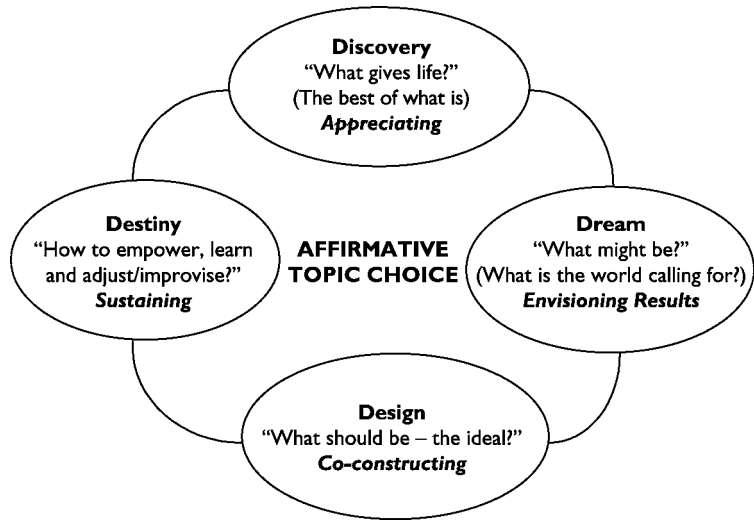 Discovery
“What gives life?”
(The best of what is)
Appreciating
Destiny
“How to empower, learn
and adjust/improvise?”
Sustaining
AFFIRMATIVE
TOPIC CHOICE
Dream
“What might be?”
(What is the world calling for?)
Envisioning Results
Design
“What should be – the ideal?”
Co-constructing